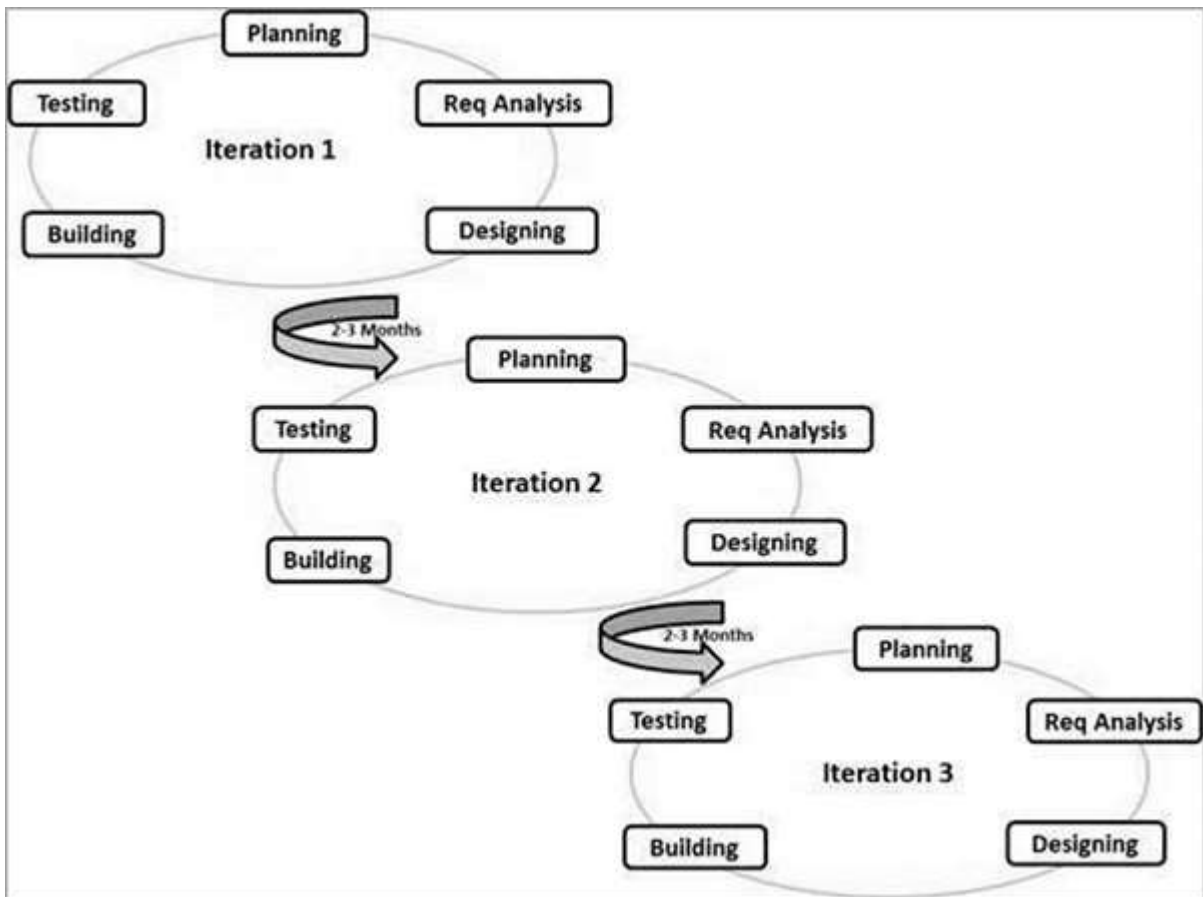 Planning
Testing
Req Analysis
Iteration 1
Building
Designing
2-3 Months
Planning
Testing
Req Analysis
Iteration 2
Building
Designing
2-3 Months
Planning
Testing
Req Analysis
Iteration 3
Building
Designing